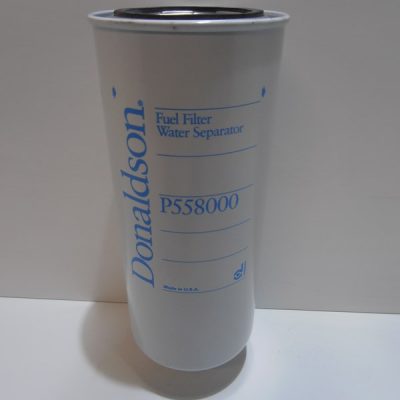 Donaldson.
Fuel Filter
Water Separator
P558000
Made in U.S.A.